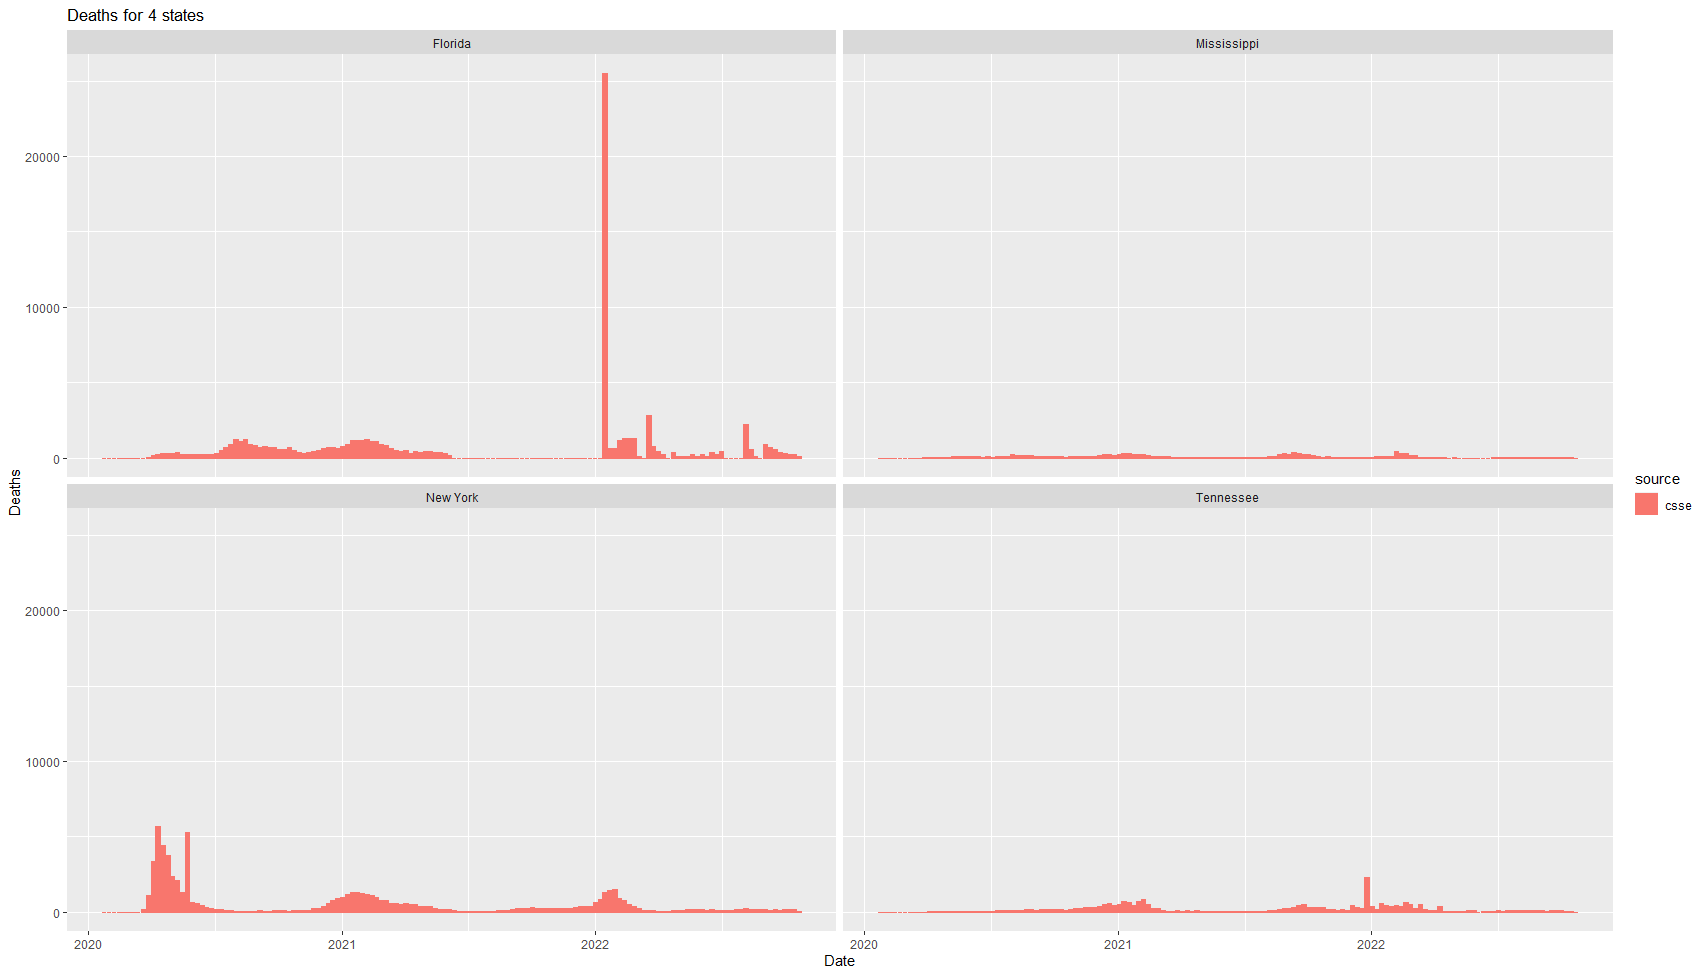 Deaths for 4 states
Florida
Mississippi
20000
10000
0
Deaths
New York
Tennessee
20000
10000
0
2020
2021
2022
2020
2021
2022
Date
source
csse